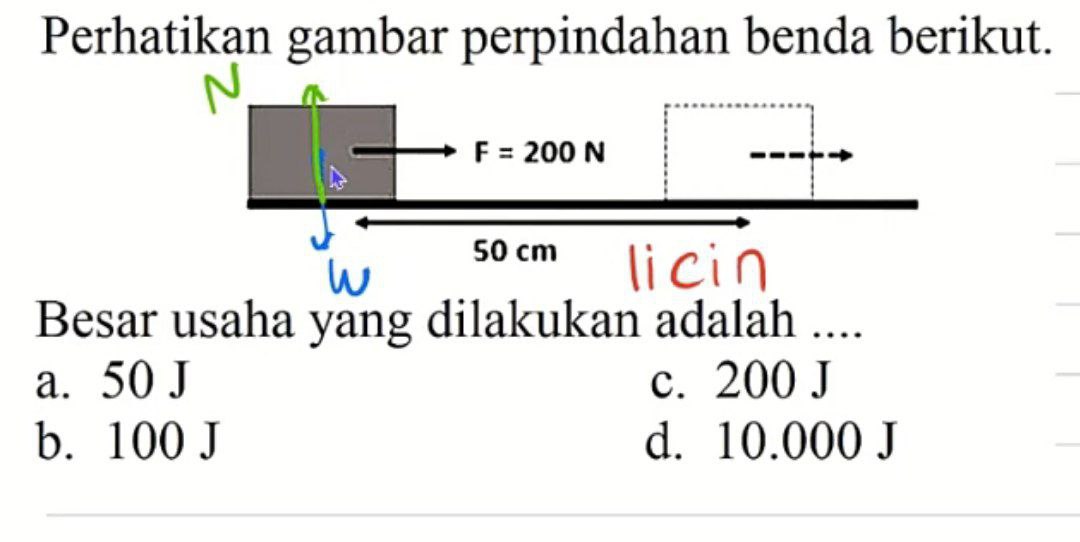 Perhatikan gambar perpindahan benda berikut.
N
F = 200 N
50 cm
licin
W
Besar usaha yang dilakukan adalah ....
a. 50 J
c. 200 J
b. 100 J
d. 10.000 J